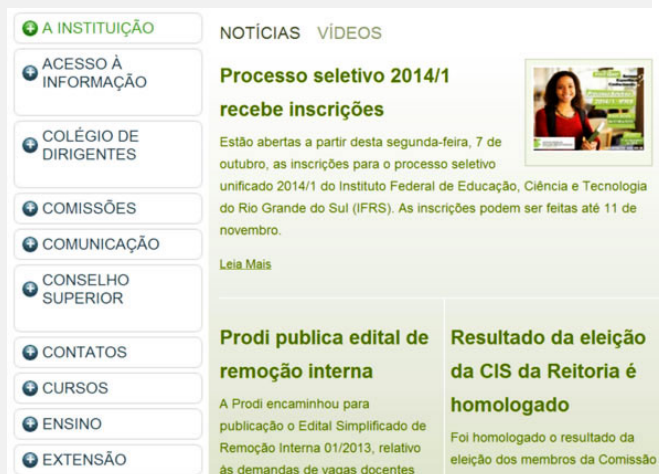 A INSTITUIÇÃO
ACESSO À
INFORMAÇÃO
COLÉGIO DE
DIRIGENTES
COMISSÕES
COMUNICAÇÃO
CONSELHO
SUPERIOR
CONTATOS
CURSOS
ENSINO
EXTENSÃO
NOTÍCIAS VÍDEOS
Processo seletivo 2014/1
recebe inscrições
Estão abertas a partir desta segunda-feira, 7 de
outubro, as inscrições para o processo seletivo
unificado 2014/1 do Instituto Federal de Educação, Ciência e Tecnologia
do Rio Grande do Sul (IFRS). As inscrições podem ser feitas até 11 de
novembro.
Leia Mais
Prodi publica edital de
remoção interna
A Prodi encaminhou para
publicação o Edital Simplificado de
Remoção Interna 01/2013, relativo
às demandas de vagas docentes
Resultado da eleição
da CIS da Reitoria é
homologado
Foi homologado o resultado da
eleição dos membros da Comissão